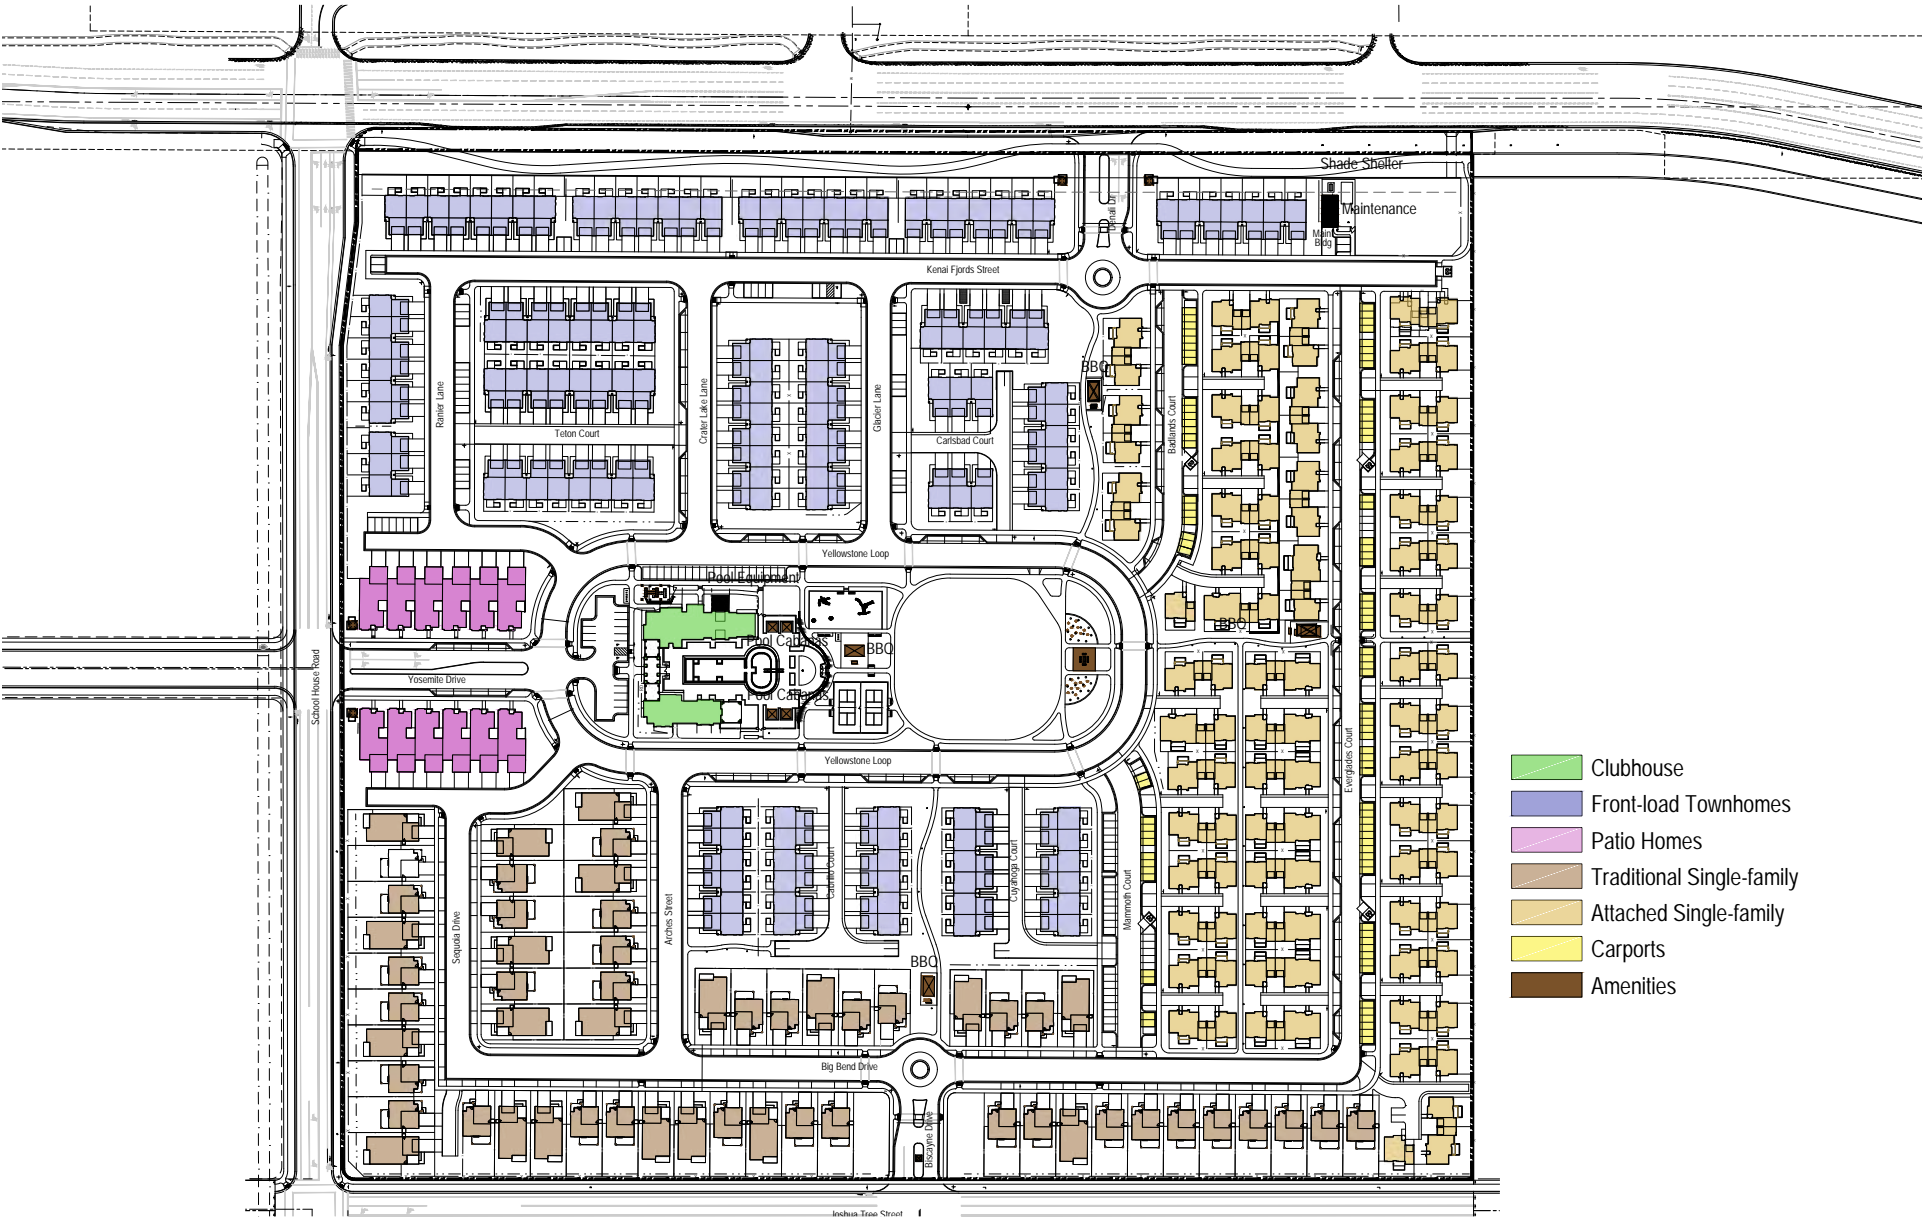 Shade Shelter
Denali Dr
Maintenance
Main
Bldg
Kenai Fjords Street
BBQ
Ranier Lane
Crater Lake Lane
Glacier Lane
Badlands Court
Teton Court
Carlsbad Court
Yellowstone Loop
Pool Equipment
BBQ
Pool Cabanas
BBQ
School House Road
Yosemite Drive
Pool Cabanas
Yellowstone Loop
Everglades Court
Clubhouse
Front-load Townhomes
Patio Homes
Traditional Single-family
Attached Single-family
Carports
Amenities
Cabrillo Court
Cuyahoga Court
Mammoth Court
Arches Street
Sequoia Drive
BBQ
Big Bend Drive
Biscayne Drive
Joshua Tree Street